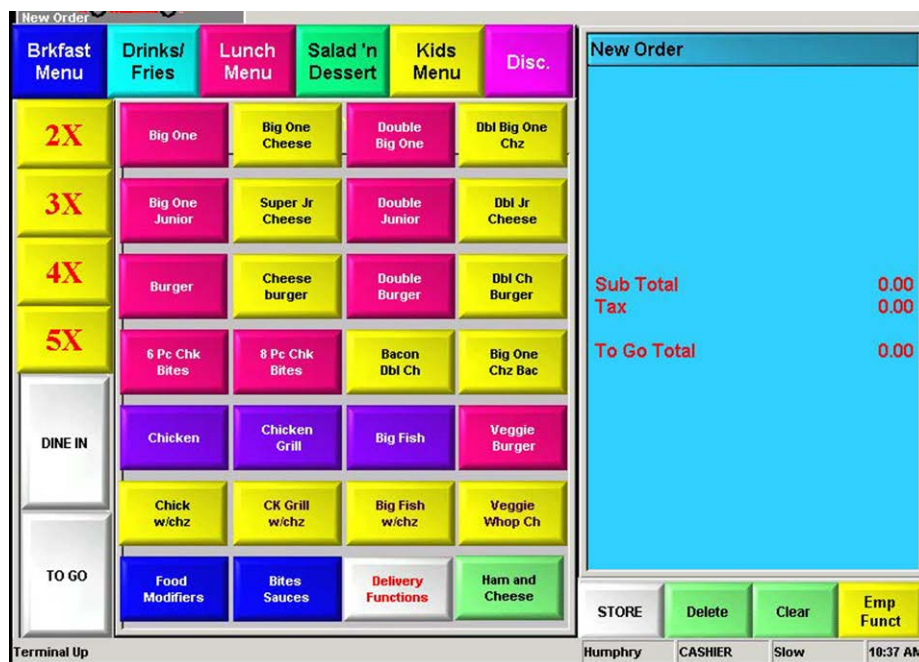 New Order
Brkfast
Menu
Drinks/
Fries
Lunch
Menu
Salad 'n
Dessert
Kids
Menu
Disc.
New Order
2X
Big One
Big One
Cheese
Double
Big One
Dbl Big One
Chz
3X
Big One
Junior
Super Jr
Cheese
Double
Junior
Dbl Jr
Cheese
4X
Burger
Cheese
burger
Double
Burger
Dbl Ch
Burger
Sub Total 0.00
Tax 0.00
5X
6 Pc Chk
Bites
8 Pc Chk
Bites
Bacon
Dbl Ch
Big One
Chz Bac
To Go Total 0.00
DINE IN
Chicken
Chicken
Grill
Big Fish
Veggie
Burger
Chick
w/chz
CK Grill
w/chz
Big Fish
w/chz
Veggie
Whop Ch
TO GO
Food
Modifiers
Bites
Sauces
Delivery
Functions
Ham and
Cheese
STORE
Delete
Clear
Emp
Funct
Terminal Up
Humphry
CASHIER
Slow
10:37 AM